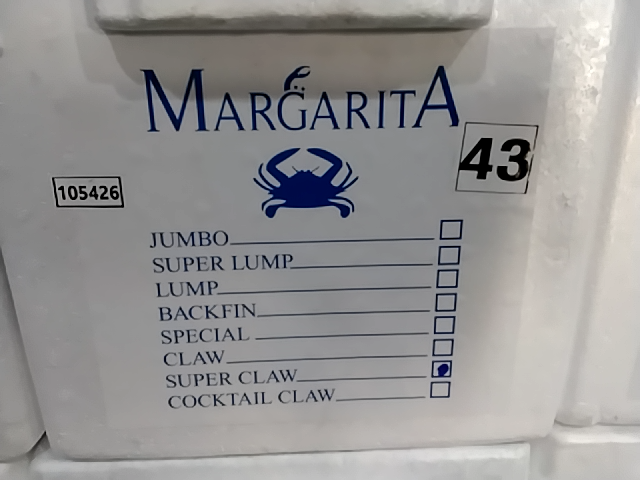 MARGARITA
43
105426
JUMBO
SUPER LUMP
LUMP
BACKFIN
SPECIAL
CLAW
SUPER CLAW
COCKTAIL CLAW